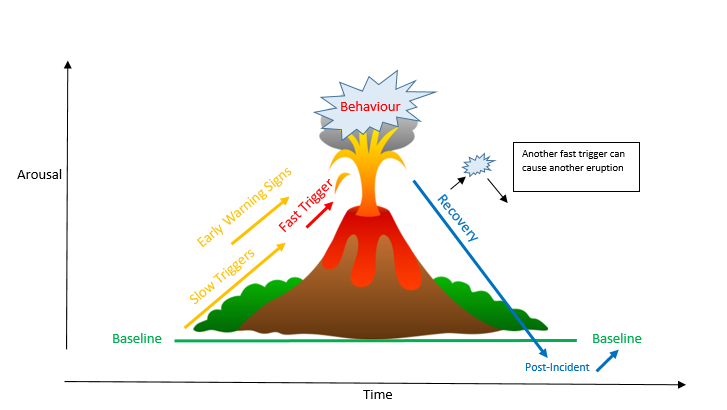 Behaviour
Another fast trigger can
cause another eruption
Arousal
Early Warning Signs
Fast Trigger
Recovery
Slow Triggers
Baseline
Baseline
Post-Incident
Time